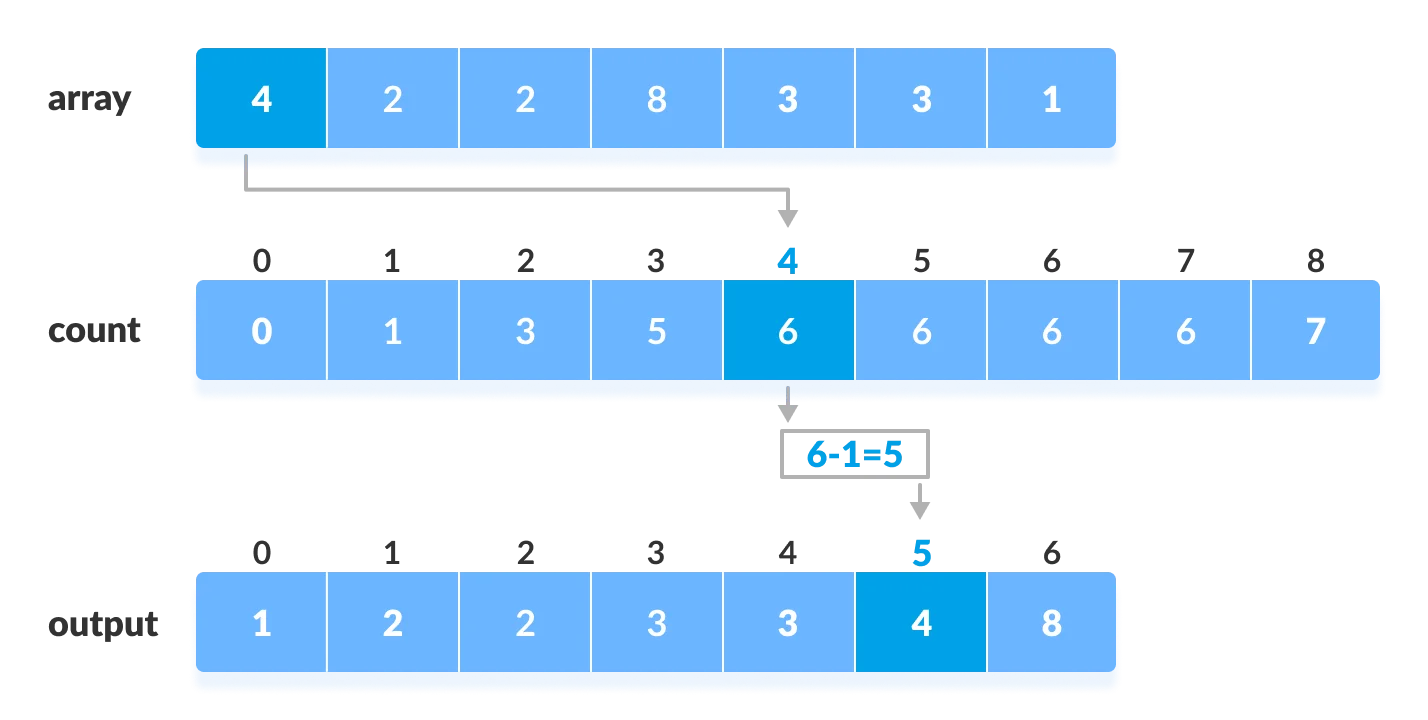 array 4 2 2 8 3 3 1
0 1 2 3 4 5 6 7 8
count 0 1 3 5 6 6 6 6 7
6-1=5
0 1 2 3 4 5 6
output 1 2 2 3 3 4 8